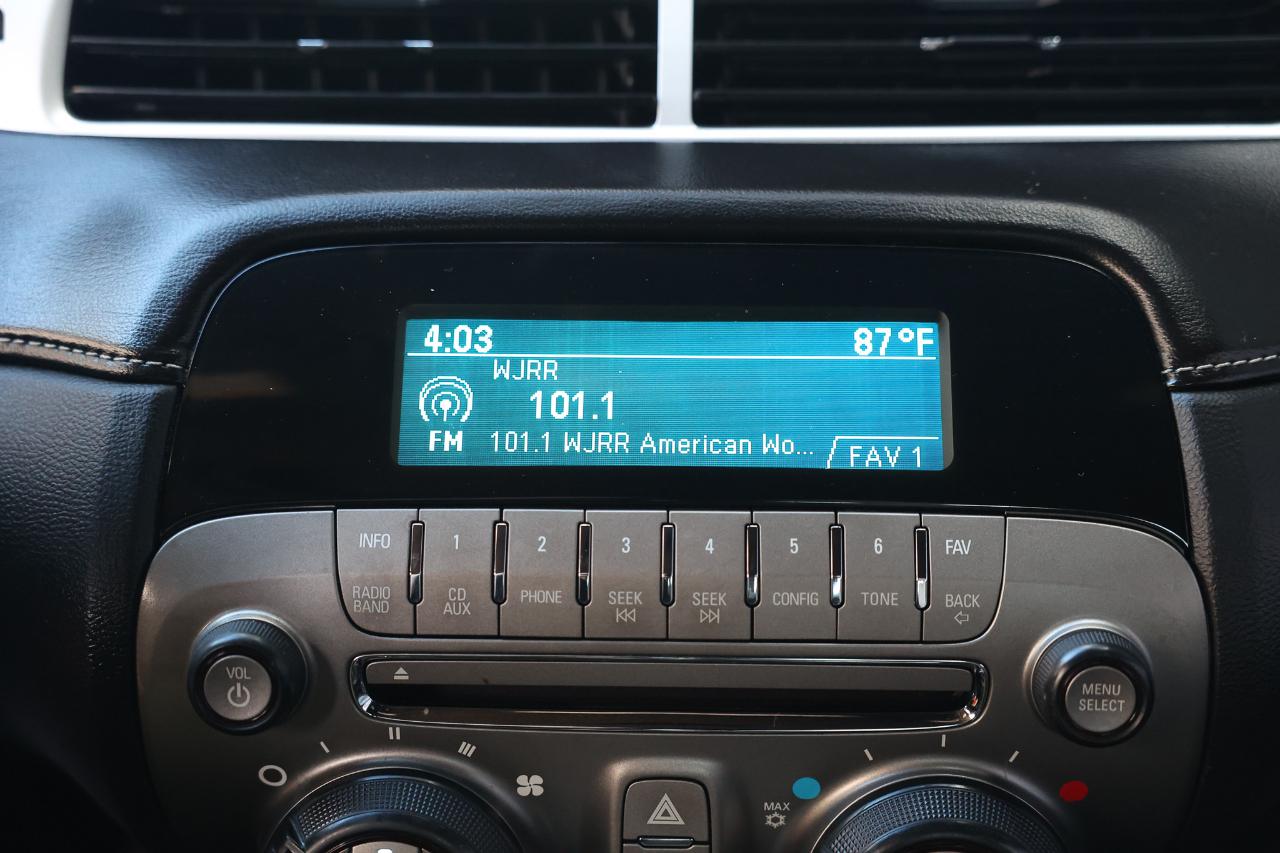 4:03 87°F
WJRR
101.1
FM 101.1 WJRR American Wo... FAV 1
INFO 1 2 3 4 5 6 FAV
RADIO BAND CD AUX PHONE SEEK SEEK CONFIG TONE BACK
VOL
MENU
SELECT
MAX